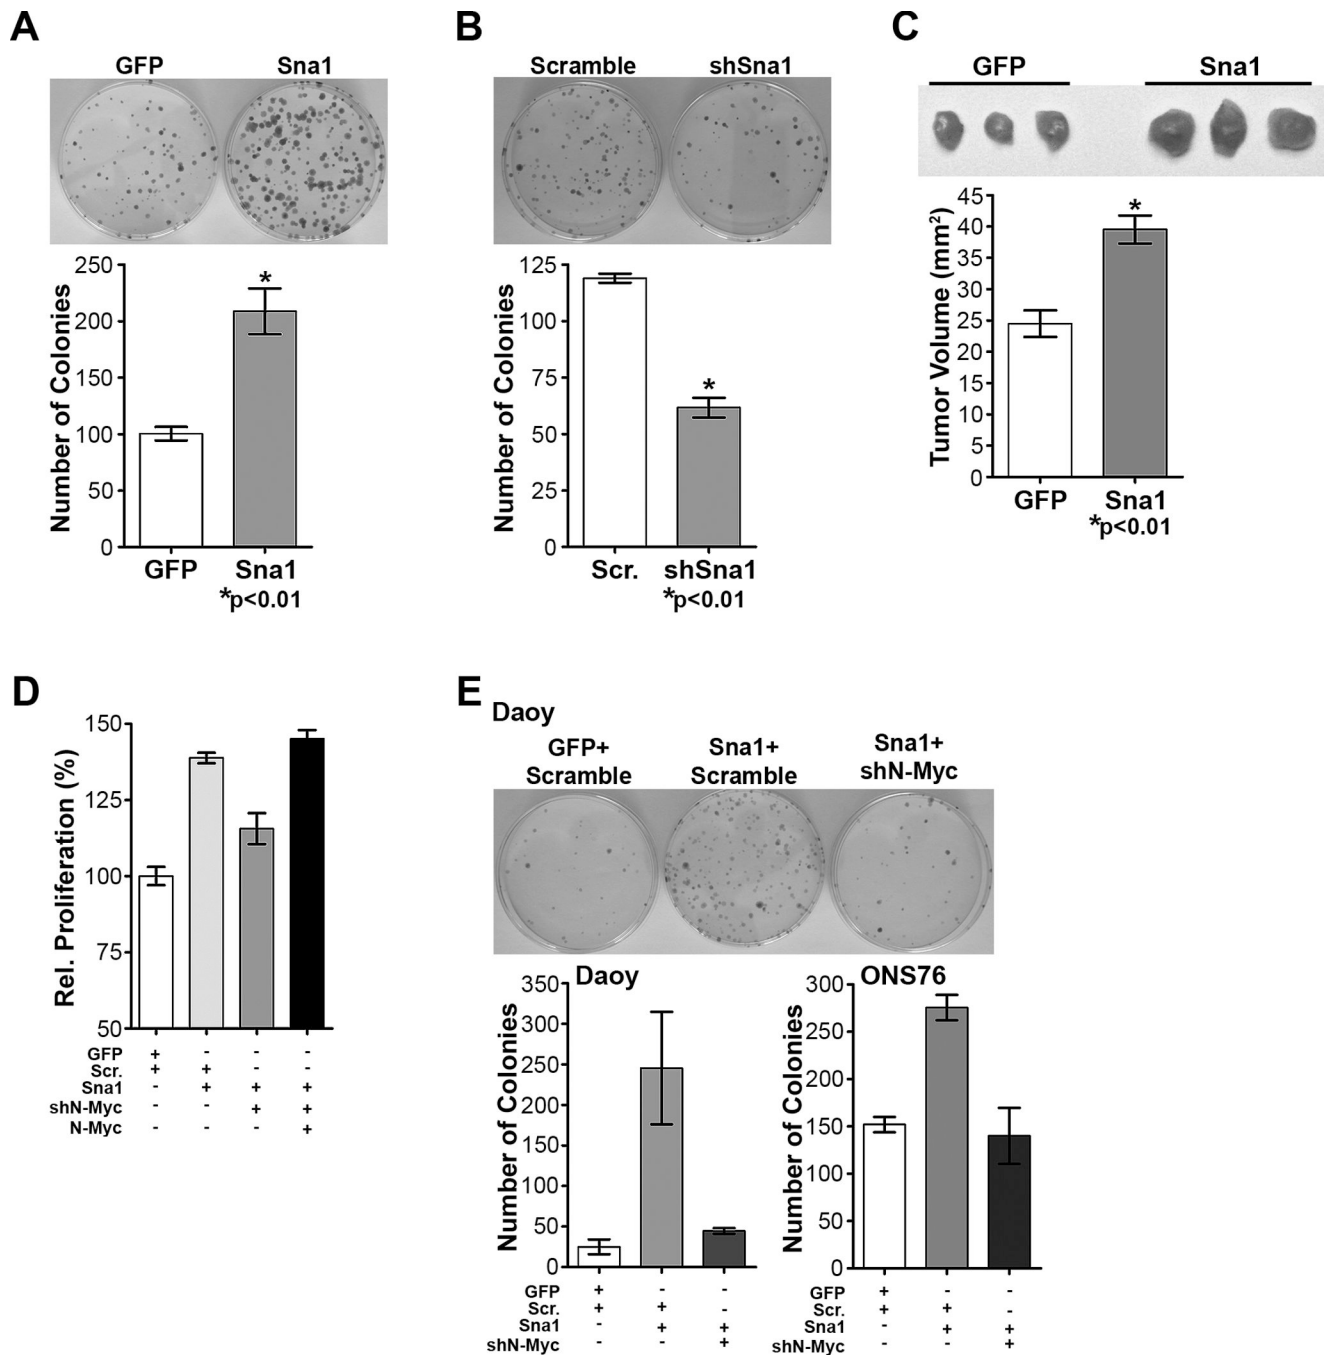 A
GFP Sna1
Number of Colonies
250
200
150
100
50
0
*
GFP Sna1
*p<0.01
B
Scramble shSna1
Number of Colonies
125
100
75
50
25
0
*
Scr. shSna1
*p<0.01
C
GFP Sna1
Tumor Volume (mm²)
45
40
35
30
25
20
15
10
5
0
*
GFP Sna1
*p<0.01
D
Rel. Proliferation (%)
150
125
100
75
50
GFP + - - -
Scr. + + - -
Sna1 - + + +
shN-Myc - - + +
N-Myc - - - +
E
Daoy
GFP+ Scramble
Sna1+ Scramble
Sna1+ shN-Myc
Daoy
Number of Colonies
350
300
250
200
150
100
50
0
GFP + - -
Scr. + + -
Sna1 - + +
shN-Myc - - +
ONS76
Number of Colonies
300
250
200
150
100
50
0
GFP + - -
Scr. + + -
Sna1 - + +
shN-Myc - - +